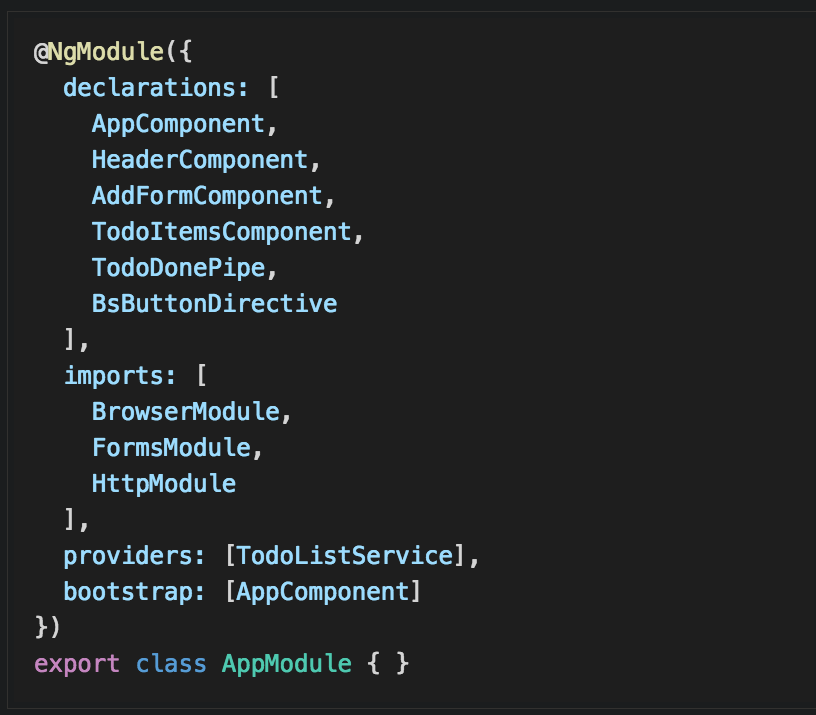 @NgModule({
  declarations: [
    AppComponent,
    HeaderComponent,
    AddFormComponent,
    TodoItemsComponent,
    TodoDonePipe,
    BsButtonDirective
  ],
  imports: [
    BrowserModule,
    FormsModule,
    HttpModule
  ],
  providers: [TodoListService],
  bootstrap: [AppComponent]
})
export class AppModule { }